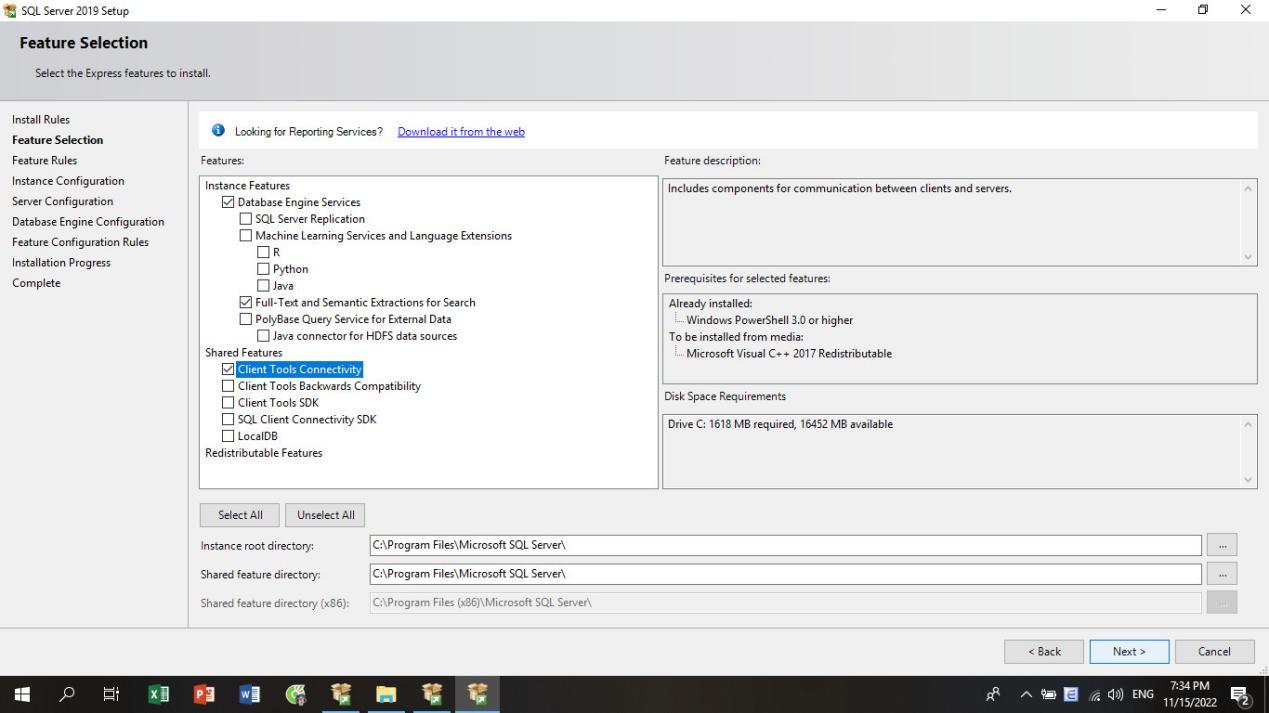 SQL Server 2019 Setup
Feature Selection
Select the Express features to install.
Install Rules
Feature Selection
Feature Rules
Instance Configuration
Server Configuration
Database Engine Configuration
Feature Configuration Rules
Installation Progress
Complete
Looking for Reporting Services? Download it from the web
Features:
Instance Features
Database Engine Services
SQL Server Replication
Machine Learning Services and Language Extensions
R
Python
Java
Full-Text and Semantic Extractions for Search
PolyBase Query Service for External Data
Java connector for HDFS data sources
Shared Features
Client Tools Connectivity
Client Tools Backwards Compatibility
Client Tools SDK
SQL Client Connectivity SDK
LocalDB
Redistributable Features
Feature description:
Includes components for communication between clients and servers.
Prerequisites for selected features:
Already installed:
Windows PowerShell 3.0 or higher
To be installed from media:
Microsoft Visual C++ 2017 Redistributable
Disk Space Requirements
Drive C: 1618 MB required, 16452 MB available
Select All Unselect All
Instance root directory: C:\Program Files\Microsoft SQL Server\ ...
Shared feature directory: C:\Program Files\Microsoft SQL Server\ ...
Shared feature directory (x86): C:\Program Files (x86)\Microsoft SQL Server\ ...
< Back Next > Cancel
ENG 7:34 PM
11/15/2022 2